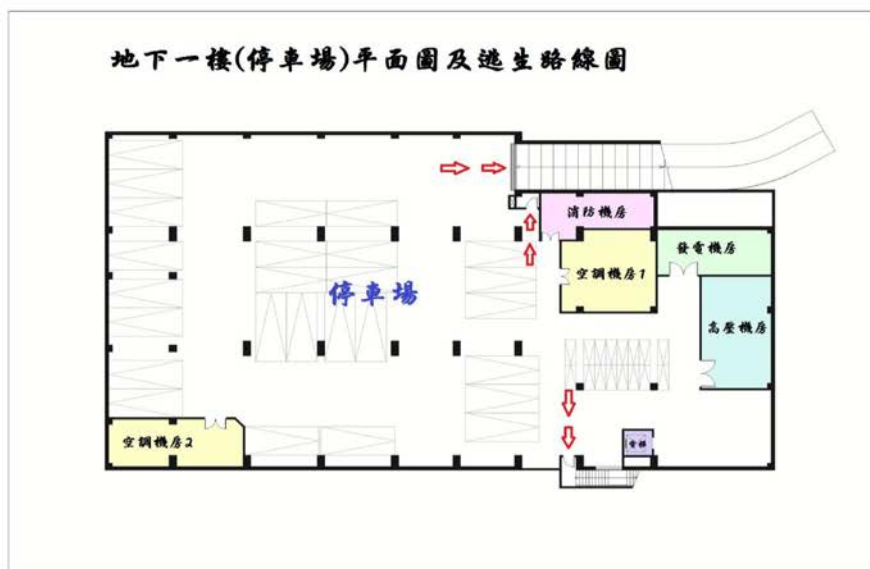 地下一樓(停車場)平面圖及逃生路線圖
消防機房
發電機房
空調機房1
停車場
高壓機房
空調機房2
電梯